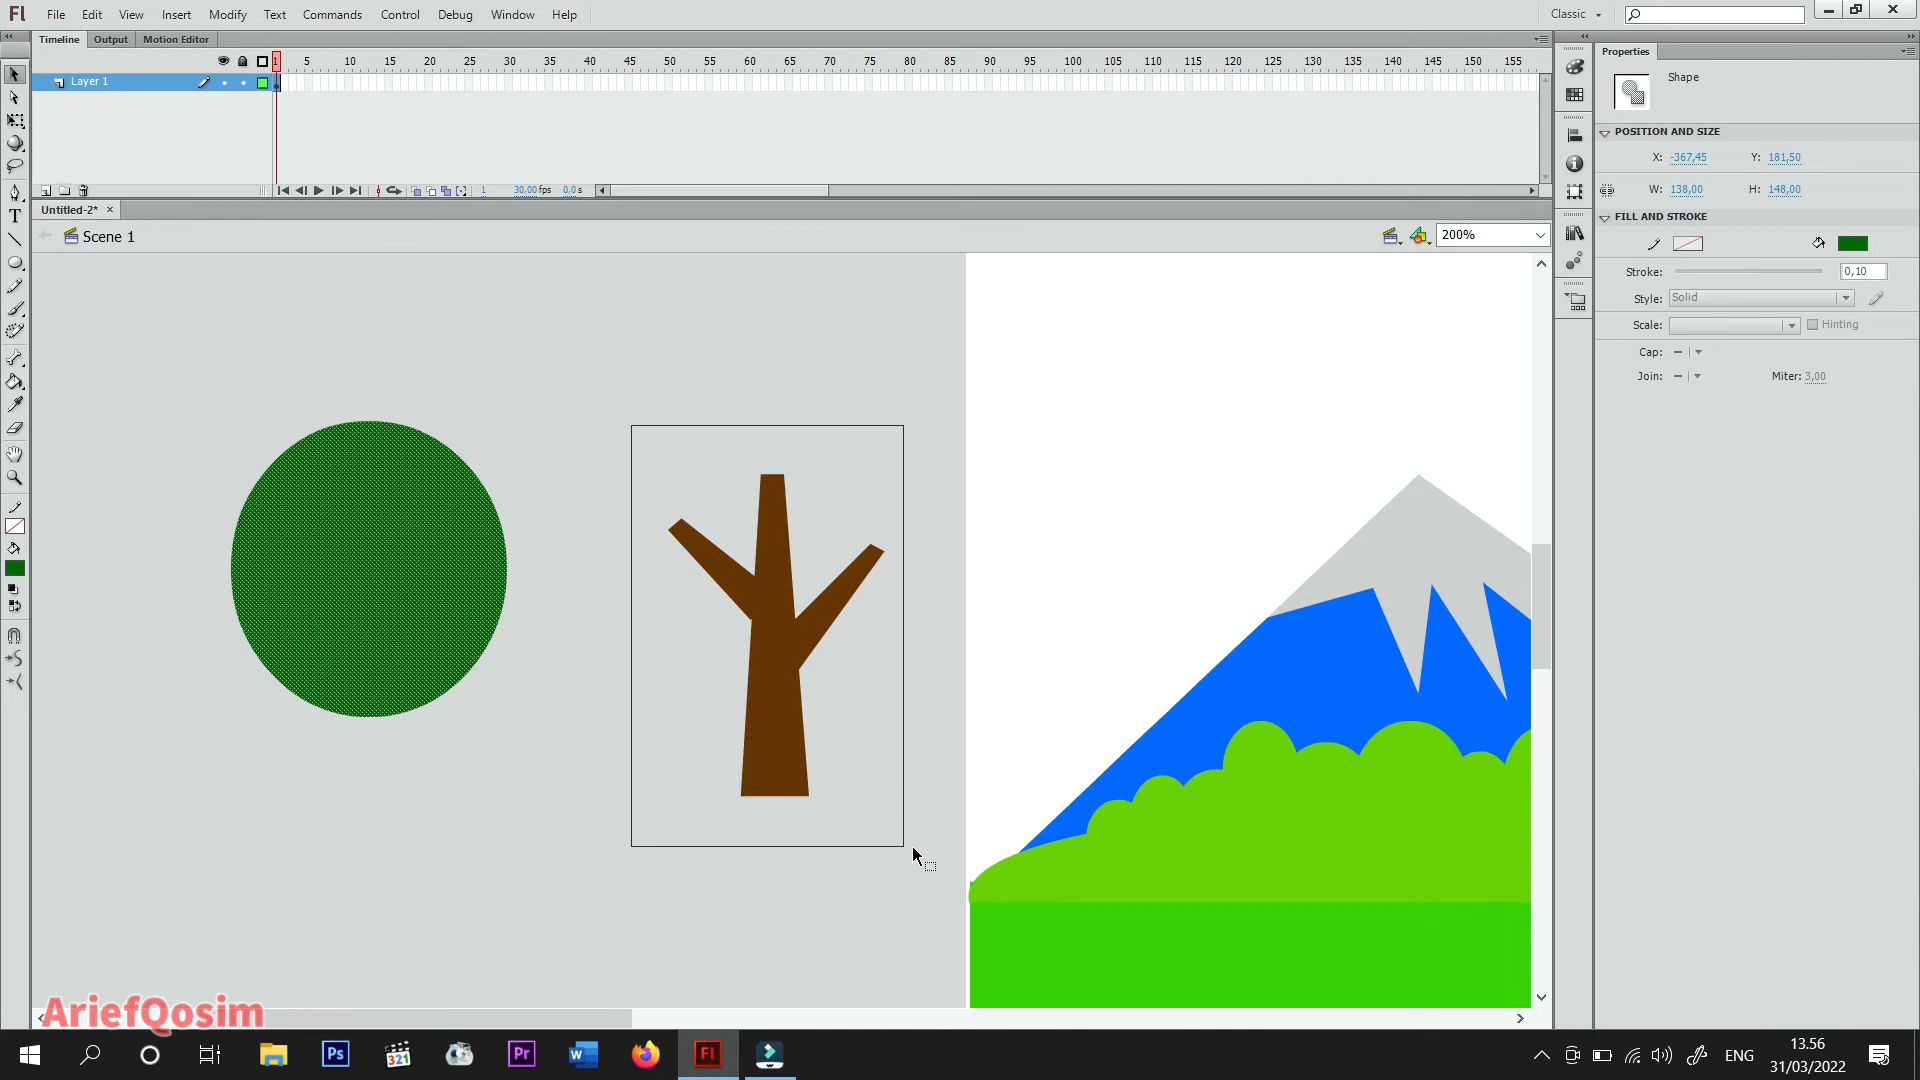 Fl File Edit View Insert Modify Text Commands Control Debug Window Help Classic
Timeline Output Motion Editor
1 5 10 15 20 25 30 35 40 45 50 55 60 65 70 75 80 85 90 95 100 105 110 115 120 125 130 135 140 145 150 155
Layer 1
1 30,00 fps 0,0 s
Untitled-2*
Scene 1
200%
Properties
Shape
POSITION AND SIZE
X: -367,45 Y: 181,50
W: 138,00 H: 148,00
FILL AND STROKE
Stroke: 0,10
Style: Solid
Scale: Hinting
Cap:
Join: Miter: 3,00
T
AriefQosim
Ps 321 Pr W Fl
ENG
13.56
31/03/2022